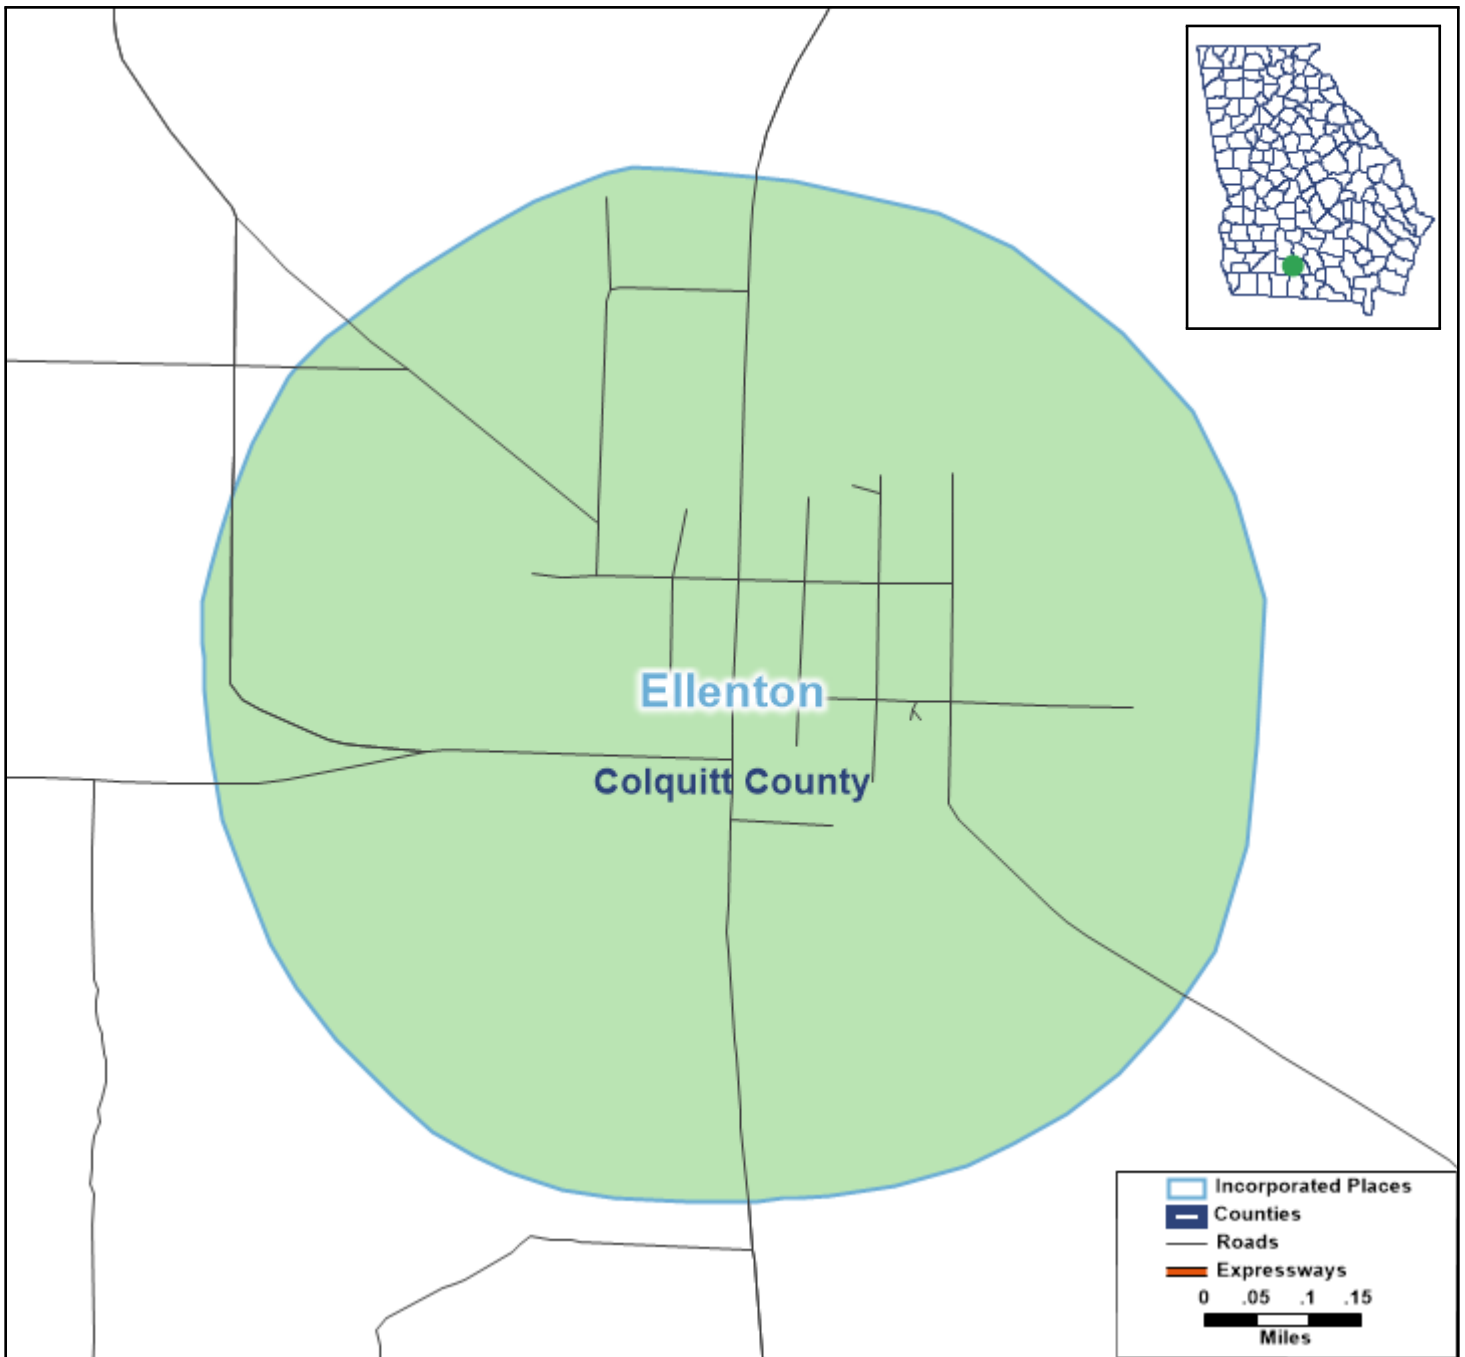 Ellenton
Colquitt County
Incorporated Places
Counties
Roads
Expressways
0 .05 .1 .15
Miles